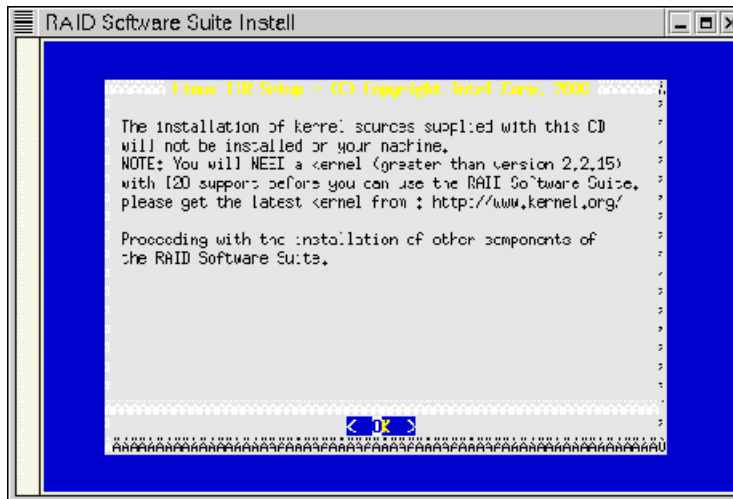 RAID Software Suite Install
Linux IIR Setup - (C) Copyright Intel Corp. 2000
The installation of kernel sources supplied with this CD
will not be installed on your machine.
NOTE: You will NEED a kernel (greater than version 2.2.15)
with I2O support before you can use the RAID Software Suite.
please get the latest kernel from : http://www.kernel.org/
Proceeding with the installation of other components of
the RAID Software Suite.
< OK >